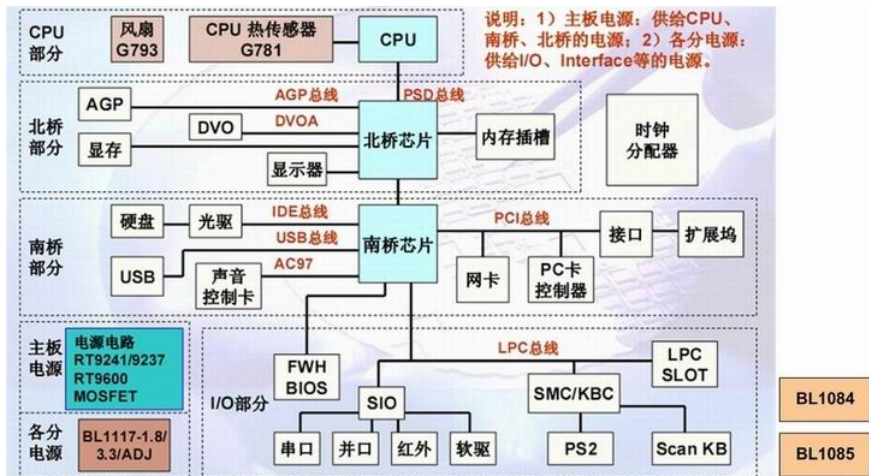 CPU
部分
风扇
G793
CPU 热传感器
G781
CPU
说明：1）主板电源：供给CPU、
南桥、北桥的电源；2）各分电源：
供给I/O、Interface等的电源。
北桥
部分
AGP
AGP总线
PSD总线
DVO
DVOA
显存
显示器
北桥芯片
内存插槽
时钟
分配器
南桥
部分
硬盘
光驱
IDE总线
USB总线
USB
声音
控制卡
AC97
南桥芯片
PCI总线
网卡
PC卡
控制器
接口
扩展坞
主板
电源
电源电路
RT9241/9237
RT9600
MOSFET
各分
电源
BL1117-1.8/
3.3/ADJ
I/O部分
FWH
BIOS
LPC总线
LPC
SLOT
SIO
SMC/KBC
串口
并口
红外
软驱
PS2
Scan KB
BL1084
BL1085